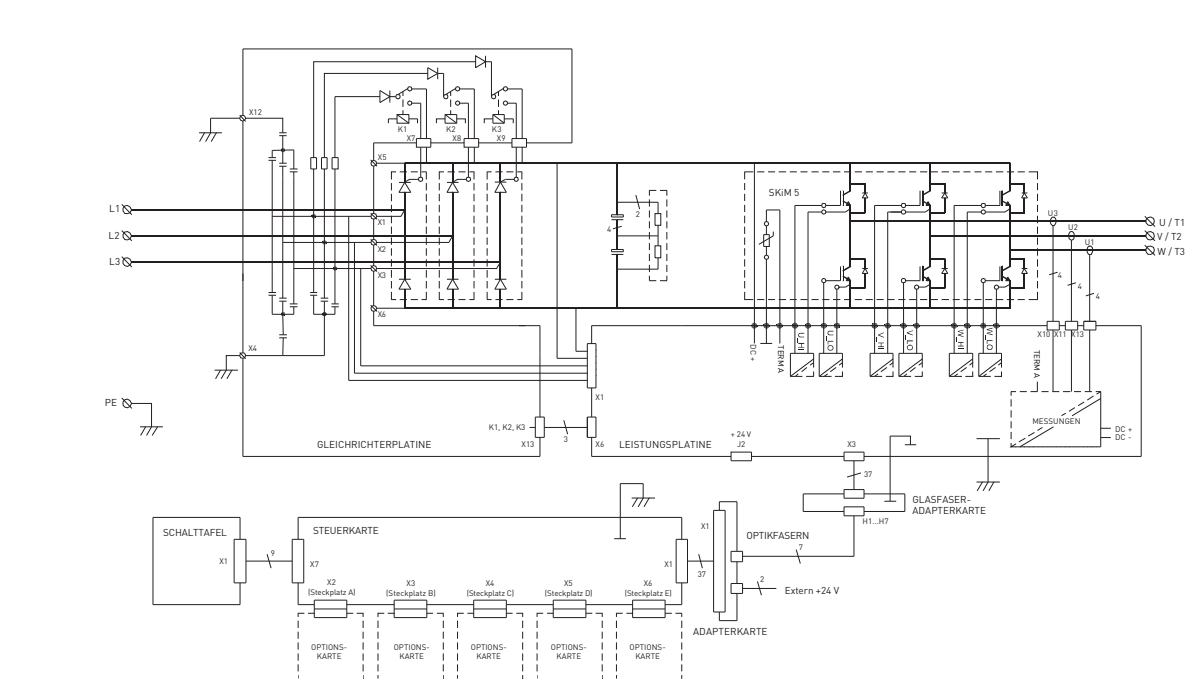 X12
K1
K2
K3
X7
X8
X9
X5
SKiM 5
L1
L2
L3
X1
X2
X3
X6
2
4
U3
U2
U1
U / T1
V / T2
W / T3
4
4
4
X10
X11
X13
DC +
TERM A
U_HI
U_LO
V_HI
V_LO
W_HI
W_LO
TERM A
X4
PE
X1
K1, K2, K3
X13
3
X6
GLEICHRICHTERPLATINE
LEISTUNGSPLATINE
+ 24 V
J2
X3
MESSUNGEN
DC +
DC -
37
GLASFASER-
ADAPTERKARTE
H1...H7
SCHALTTAFEL
X1
9
STEUERKARTE
X7
X1
37
X1
OPTIKFASERN
7
2
Extern +24 V
ADAPTERKARTE
X2
(Steckplatz A)
X3
(Steckplatz B)
X4
(Steckplatz C)
X5
(Steckplatz D)
X6
(Steckplatz E)
OPTIONS-
KARTE
OPTIONS-
KARTE
OPTIONS-
KARTE
OPTIONS-
KARTE
OPTIONS-
KARTE